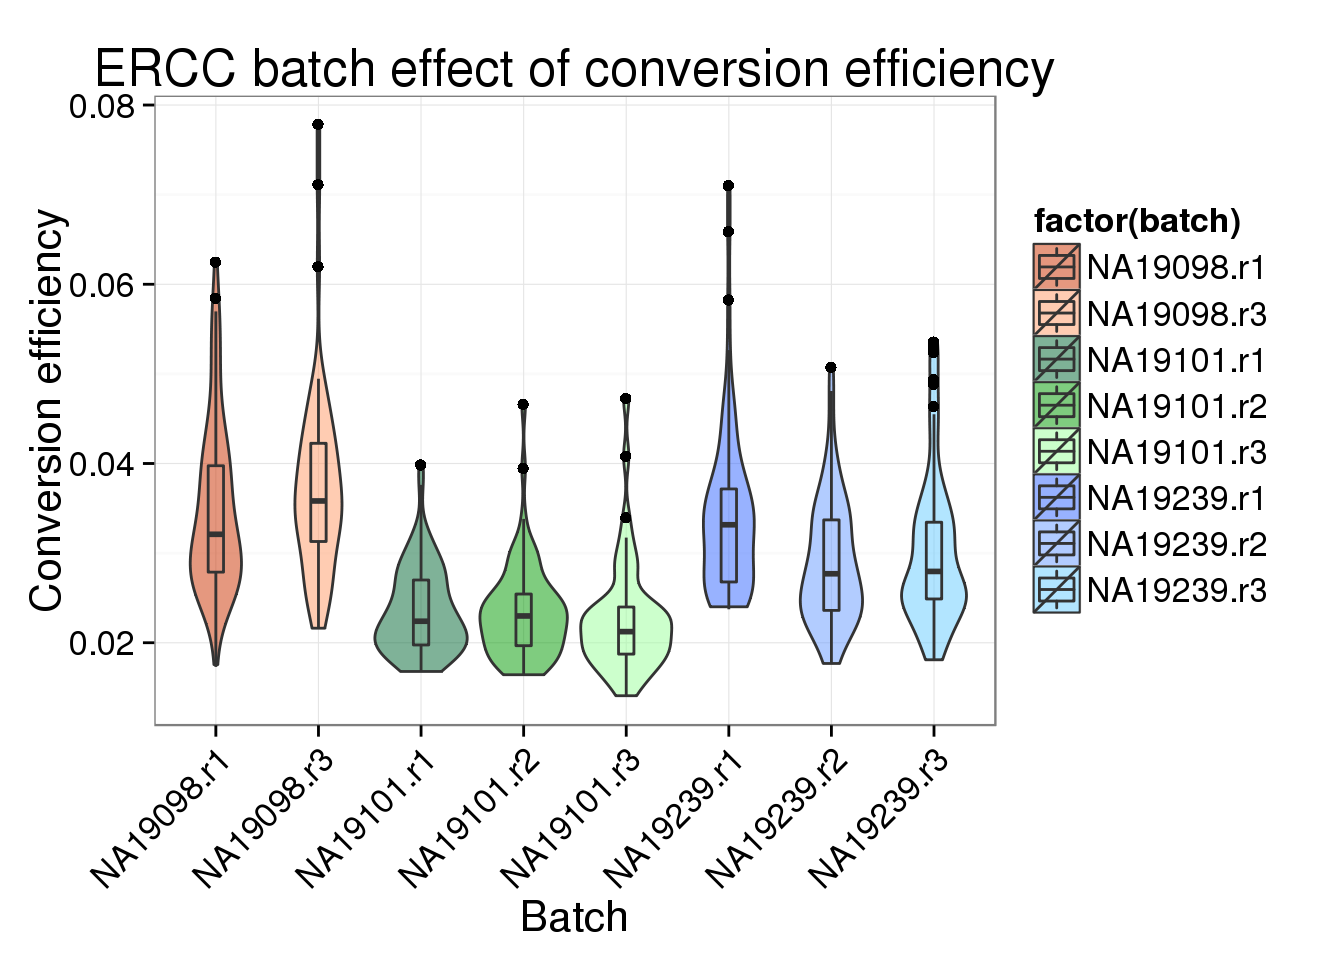 ERCC batch effect of conversion efficiency
Conversion efficiency
0.08
0.06
0.04
0.02
NA19098.r1
NA19098.r3
NA19101.r1
NA19101.r2
NA19101.r3
NA19239.r1
NA19239.r2
NA19239.r3
Batch
factor(batch)
NA19098.r1
NA19098.r3
NA19101.r1
NA19101.r2
NA19101.r3
NA19239.r1
NA19239.r2
NA19239.r3